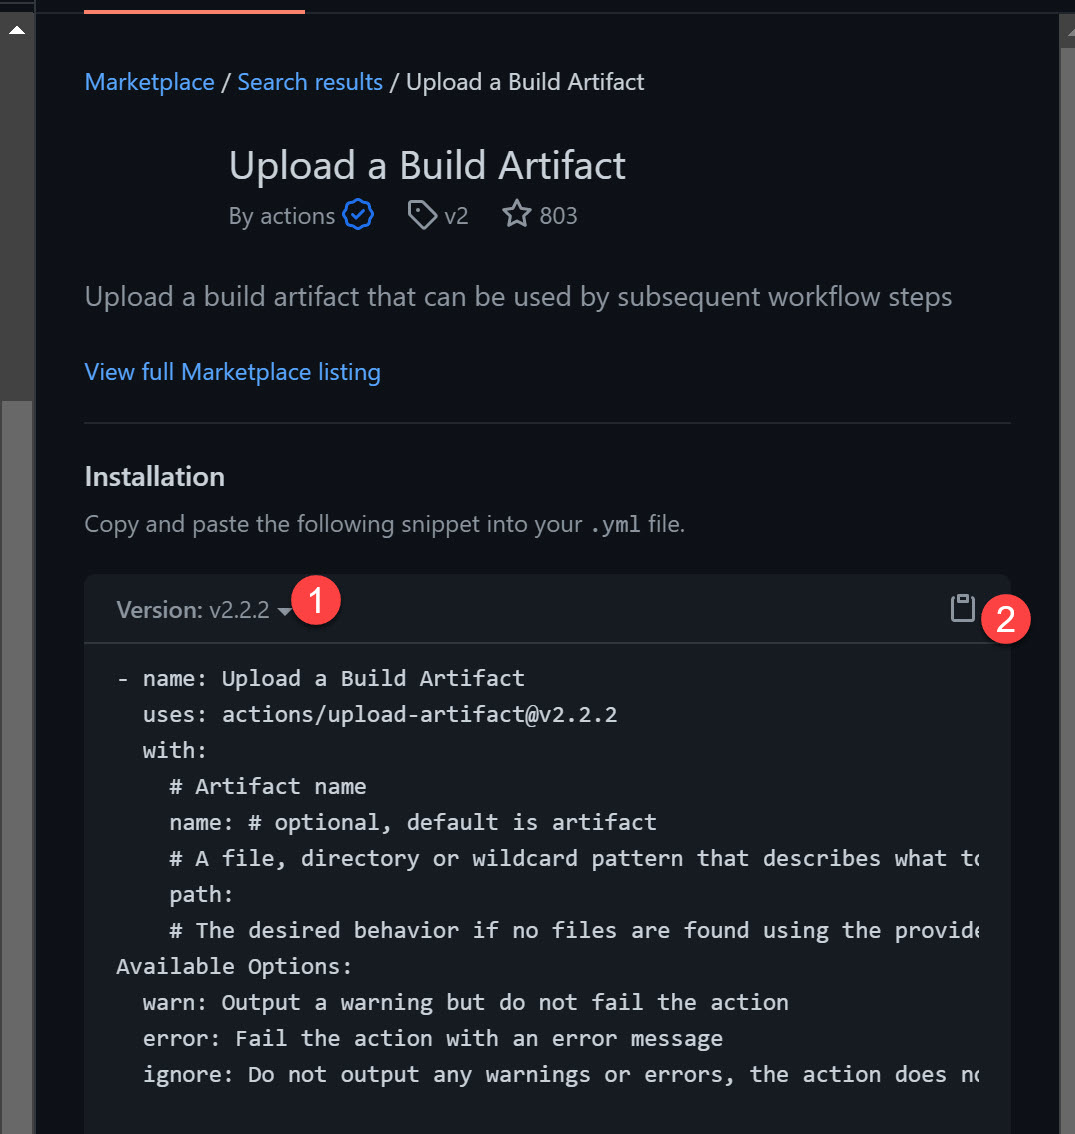 Marketplace / Search results / Upload a Build Artifact
Upload a Build Artifact
By actions v2 803
Upload a build artifact that can be used by subsequent workflow steps
View full Marketplace listing
Installation
Copy and paste the following snippet into your .yml file.
Version: v2.2.2 1
2
- name: Upload a Build Artifact
  uses: actions/upload-artifact@v2.2.2
  with:
    # Artifact name
    name: # optional, default is artifact
    # A file, directory or wildcard pattern that describes what
    path:
    # The desired behavior if no files are found using the
Available Options:
  warn: Output a warning but do not fail the action
  error: Fail the action with an error message
  ignore: Do not output any warnings or errors, the action does